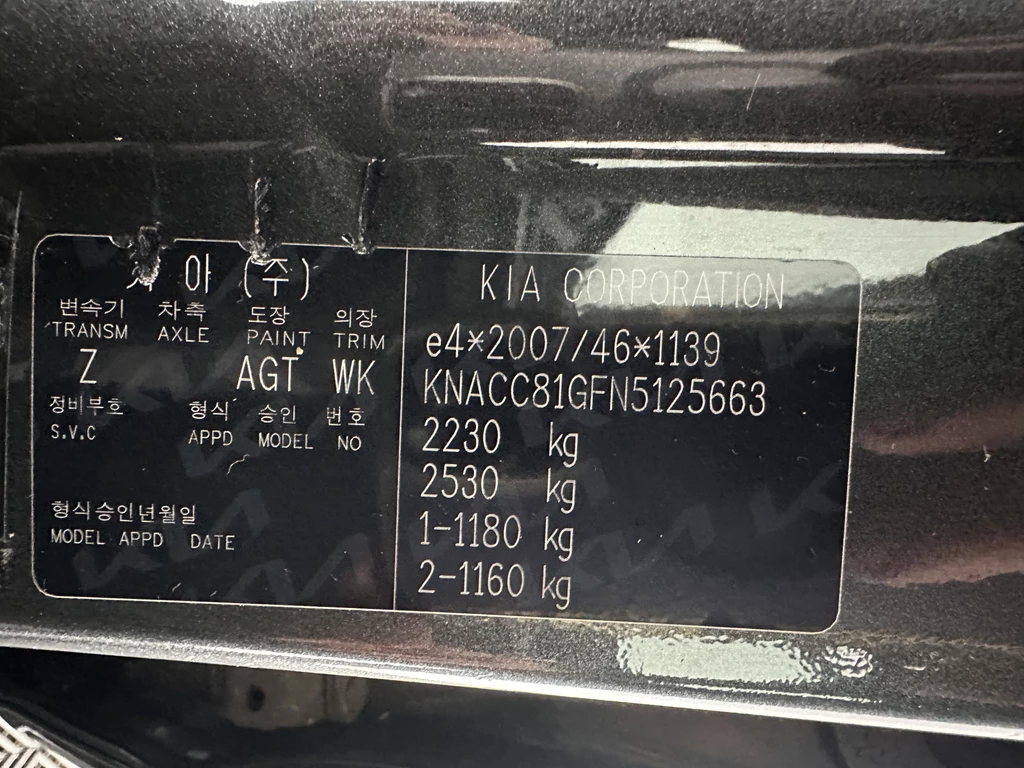 아 (주)
변속기 차축 도장 의장
TRANSM AXLE PAINT TRIM
Z AGT WK
정비부호 형식 승인 번호
S.V.C APPD MODEL NO
형식승인년월일
MODEL APPD DATE
KIA CORPORATION
e4*2007/46*1139
KNACC81GFN5125663
2230 kg
2530 kg
1-1180 kg
2-1160 kg